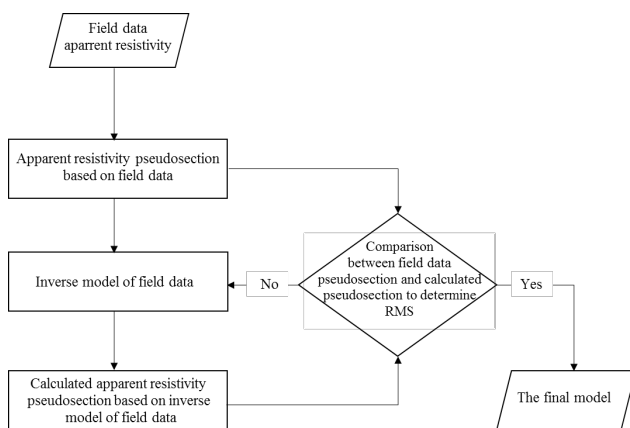 Field data
aparrent resistivity
Apparent resistivity pseudosection
based on field data
Inverse model of field data
Calculated apparent resistivity
pseudosection based on inverse
model of field data
Comparison
between field data
pseudosection and calculated
pseudosection to determine
RMS
No
Yes
The final model